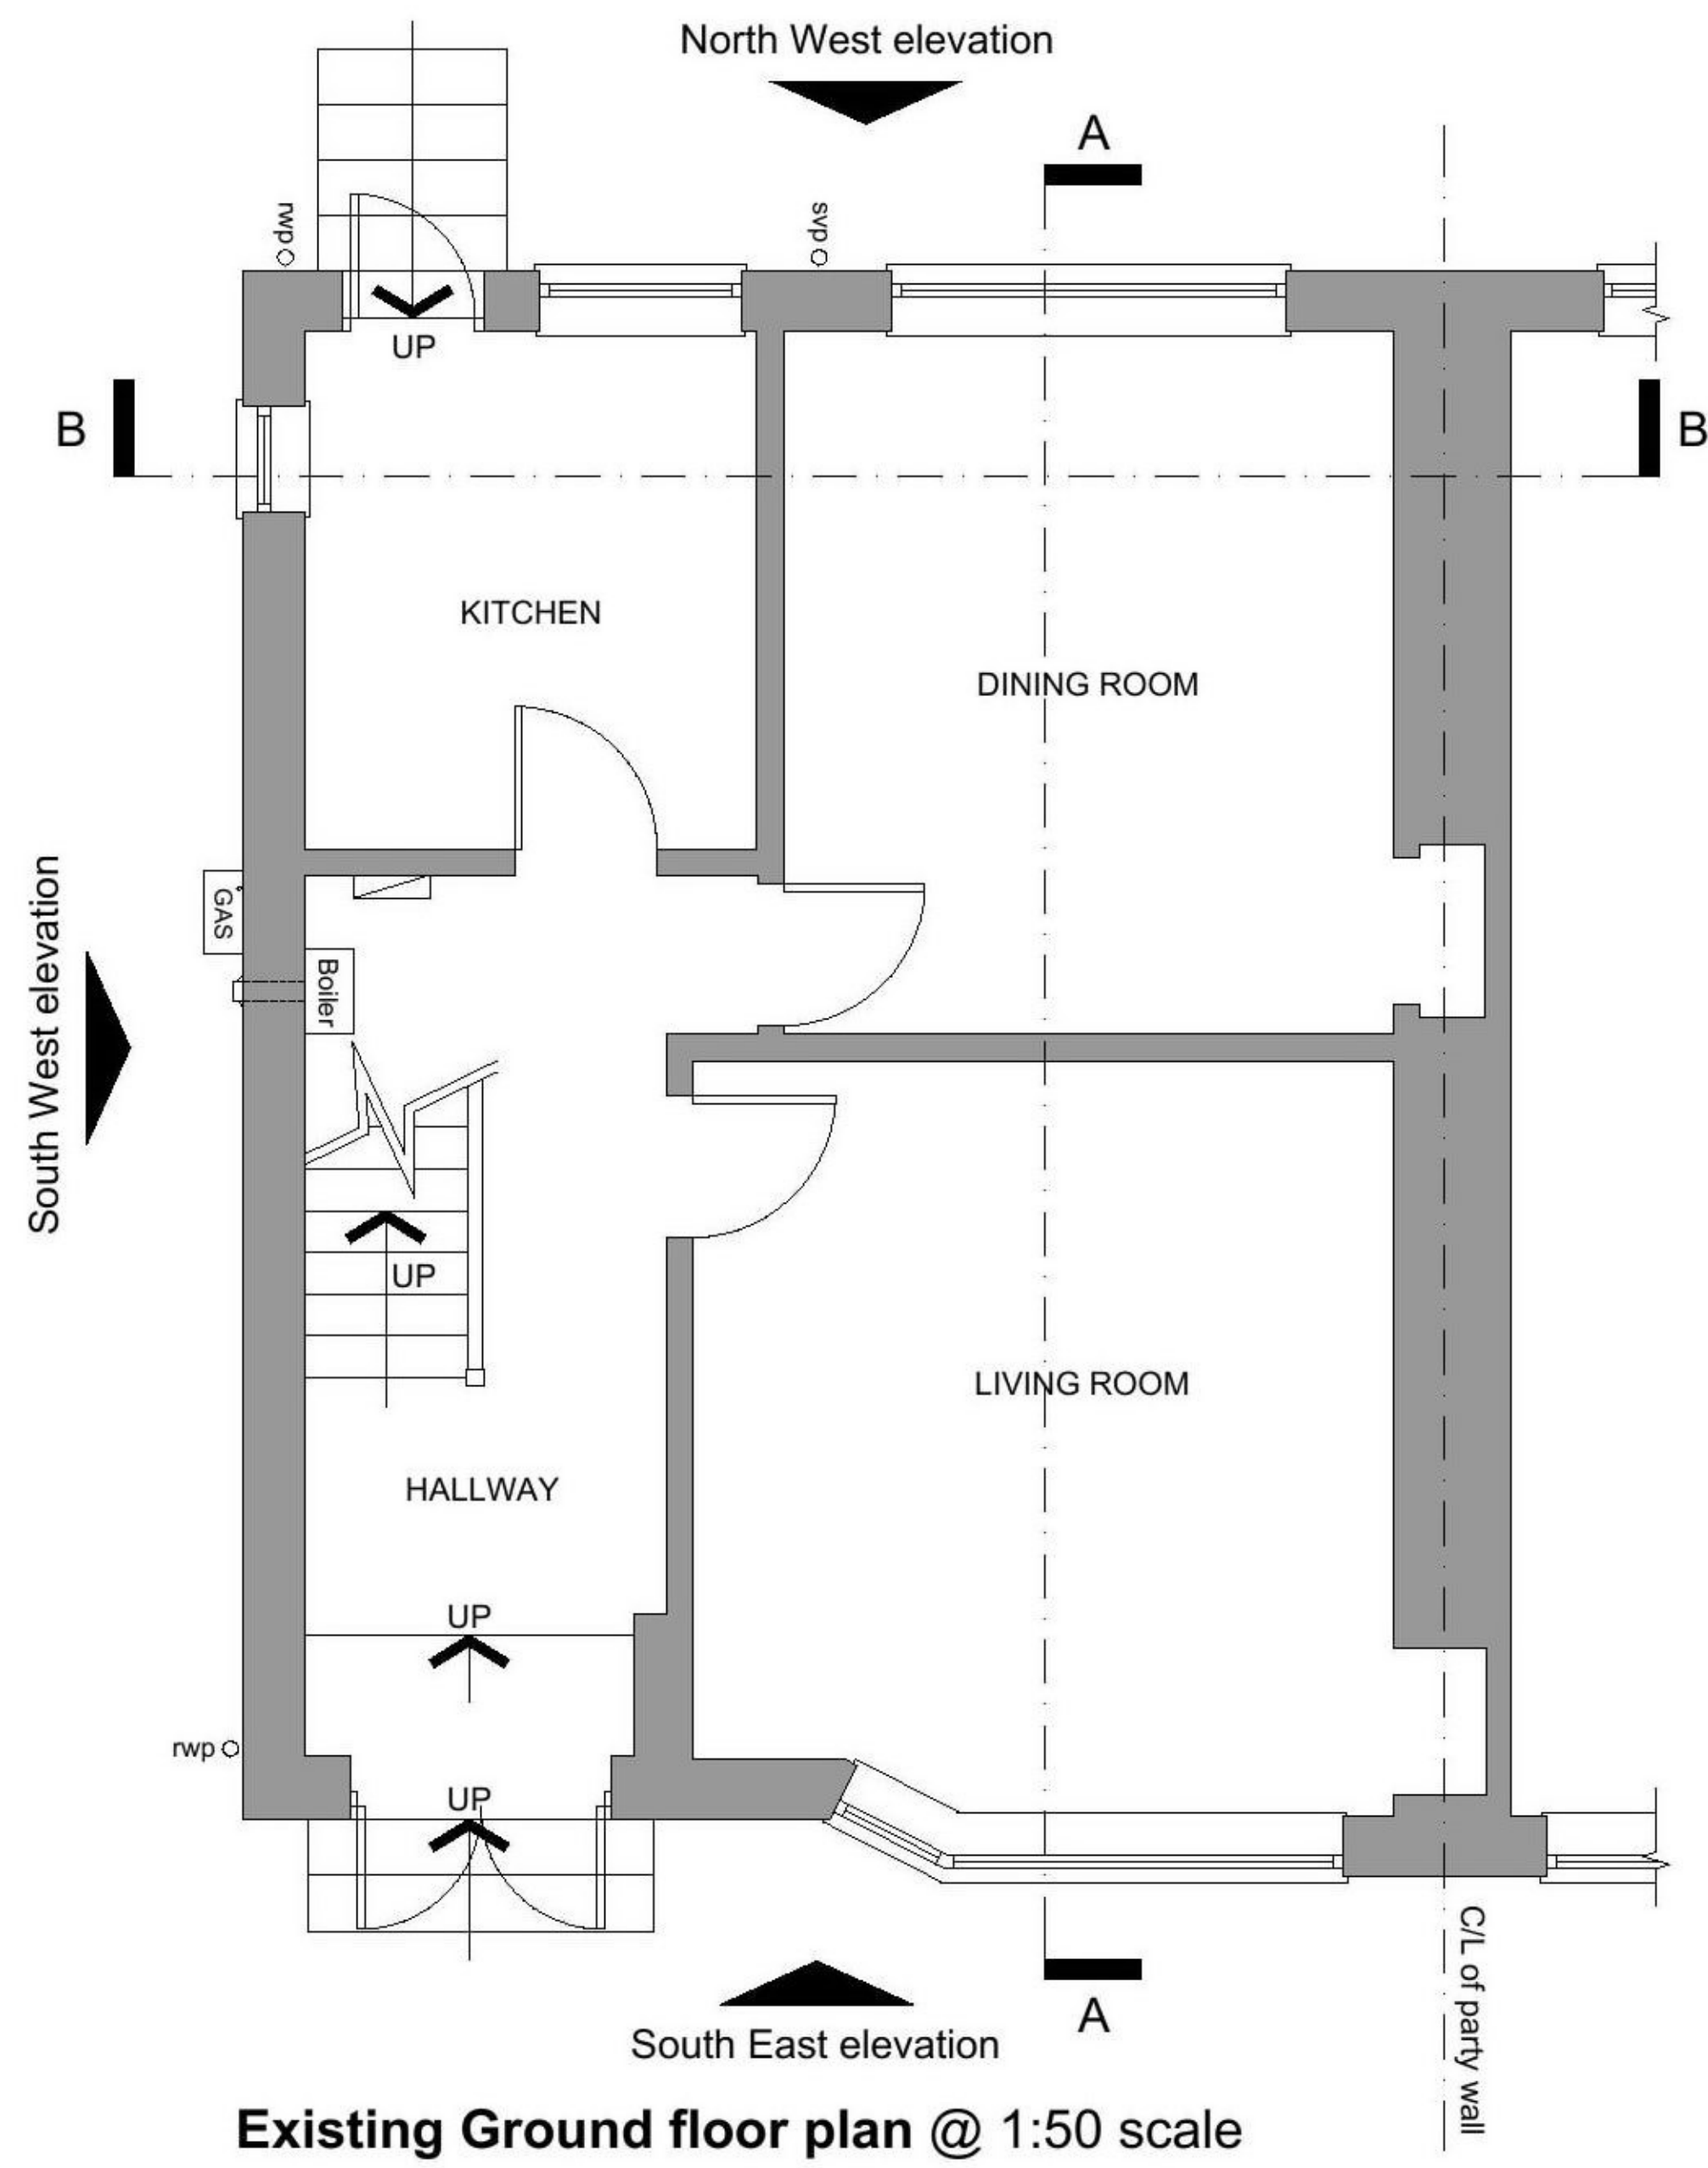 North West elevation
A
rwp
svp
UP
B
B
KITCHEN
DINING ROOM
South West elevation
GAS
Boiler
UP
LIVING ROOM
HALLWAY
UP
rwp
UP
C/L of party wall
A
South East elevation
Existing Ground floor plan @ 1:50 scale